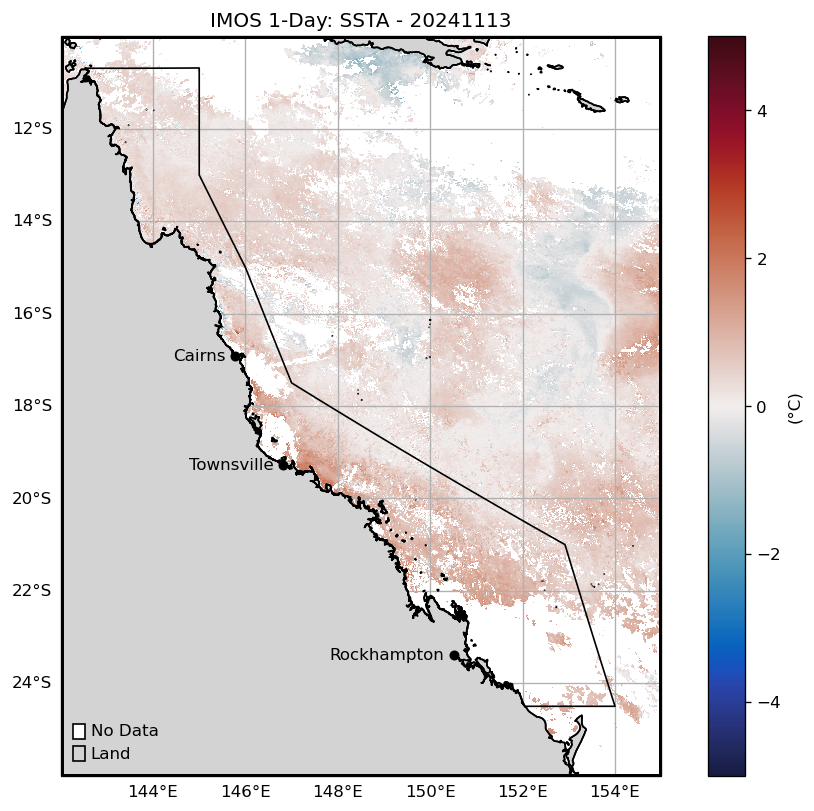 IMOS 1-Day: SSTA - 20241113
12°S
14°S
16°S
18°S
20°S
22°S
24°S
Cairns
Townsville
Rockhampton
No Data
Land
144°E 146°E 148°E 150°E 152°E 154°E
4
2
0
−2
−4
(°C)